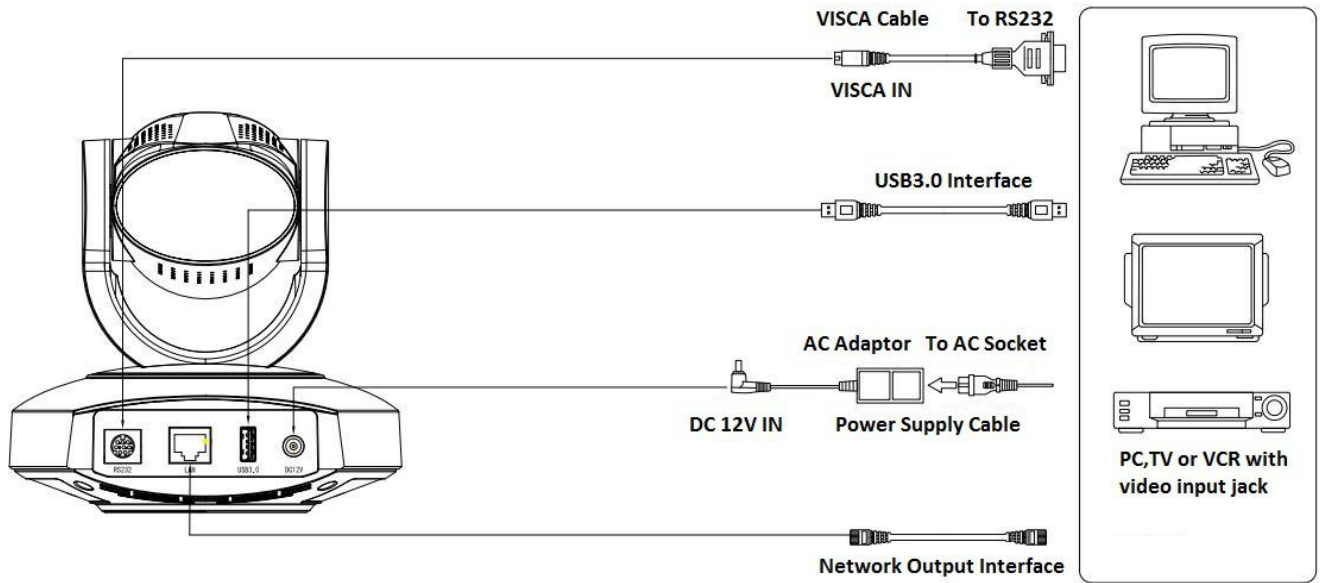 VISCA Cable To RS232
VISCA IN
USB3.0 Interface
AC Adaptor To AC Socket
DC 12V IN Power Supply Cable
RS232 LAN USB3.0 DC12V
PC,TV or VCR with
video input jack
Network Output Interface